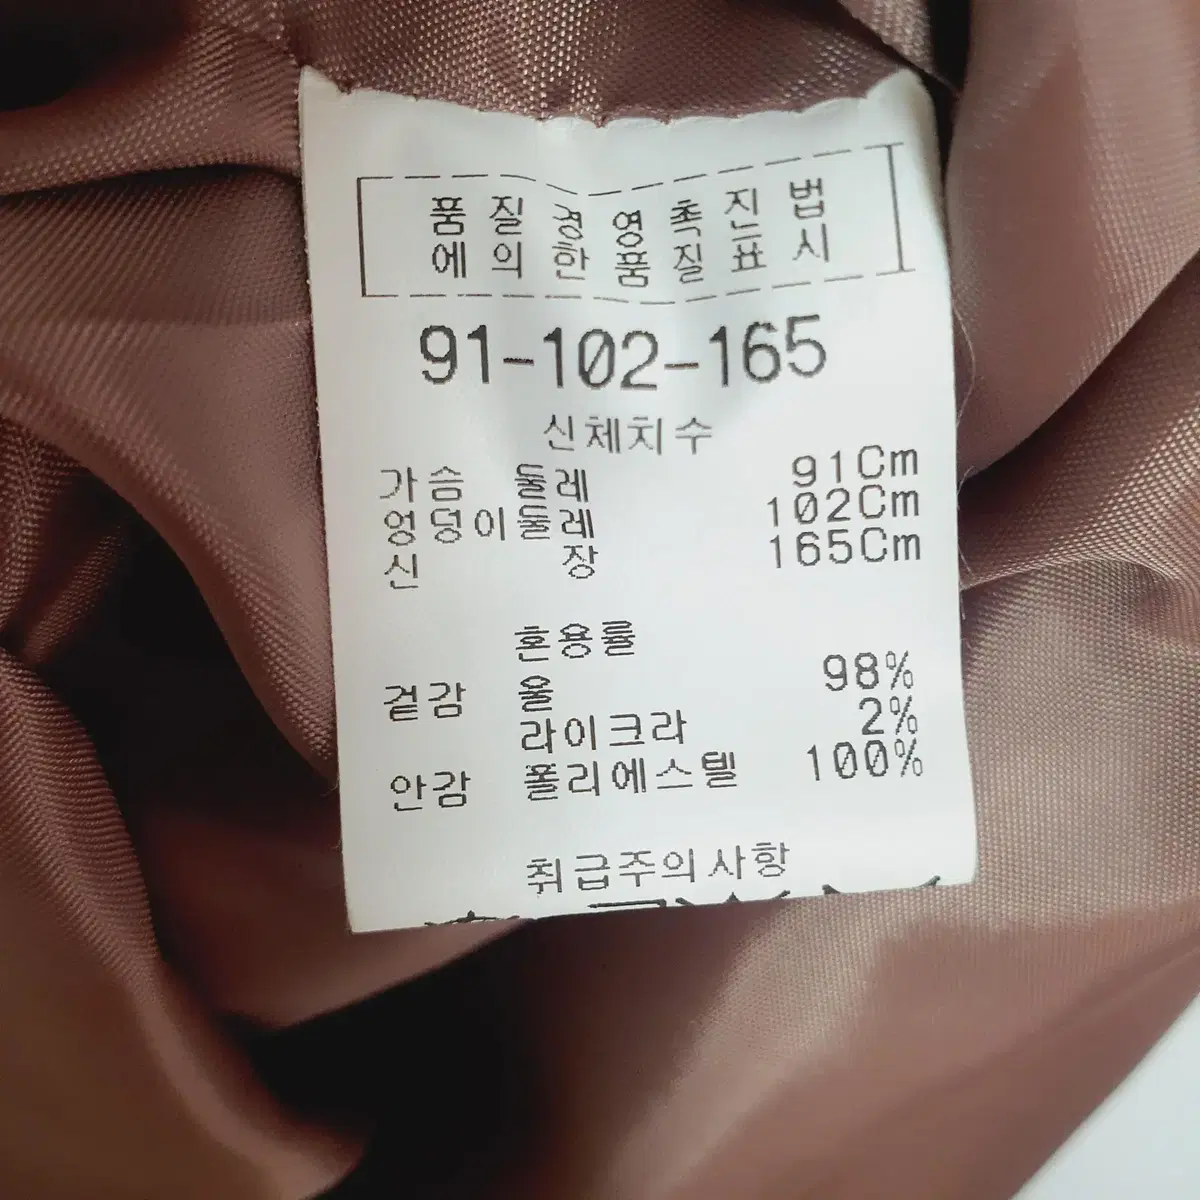 품질경영촉진법
에의한품질표시
91-102-165
신체치수
가슴둘레 91Cm
엉덩이둘레 102Cm
신장 165Cm
혼용률
겉감 울 98%
라이크라 2%
안감 폴리에스텔 100%
취급주의사항